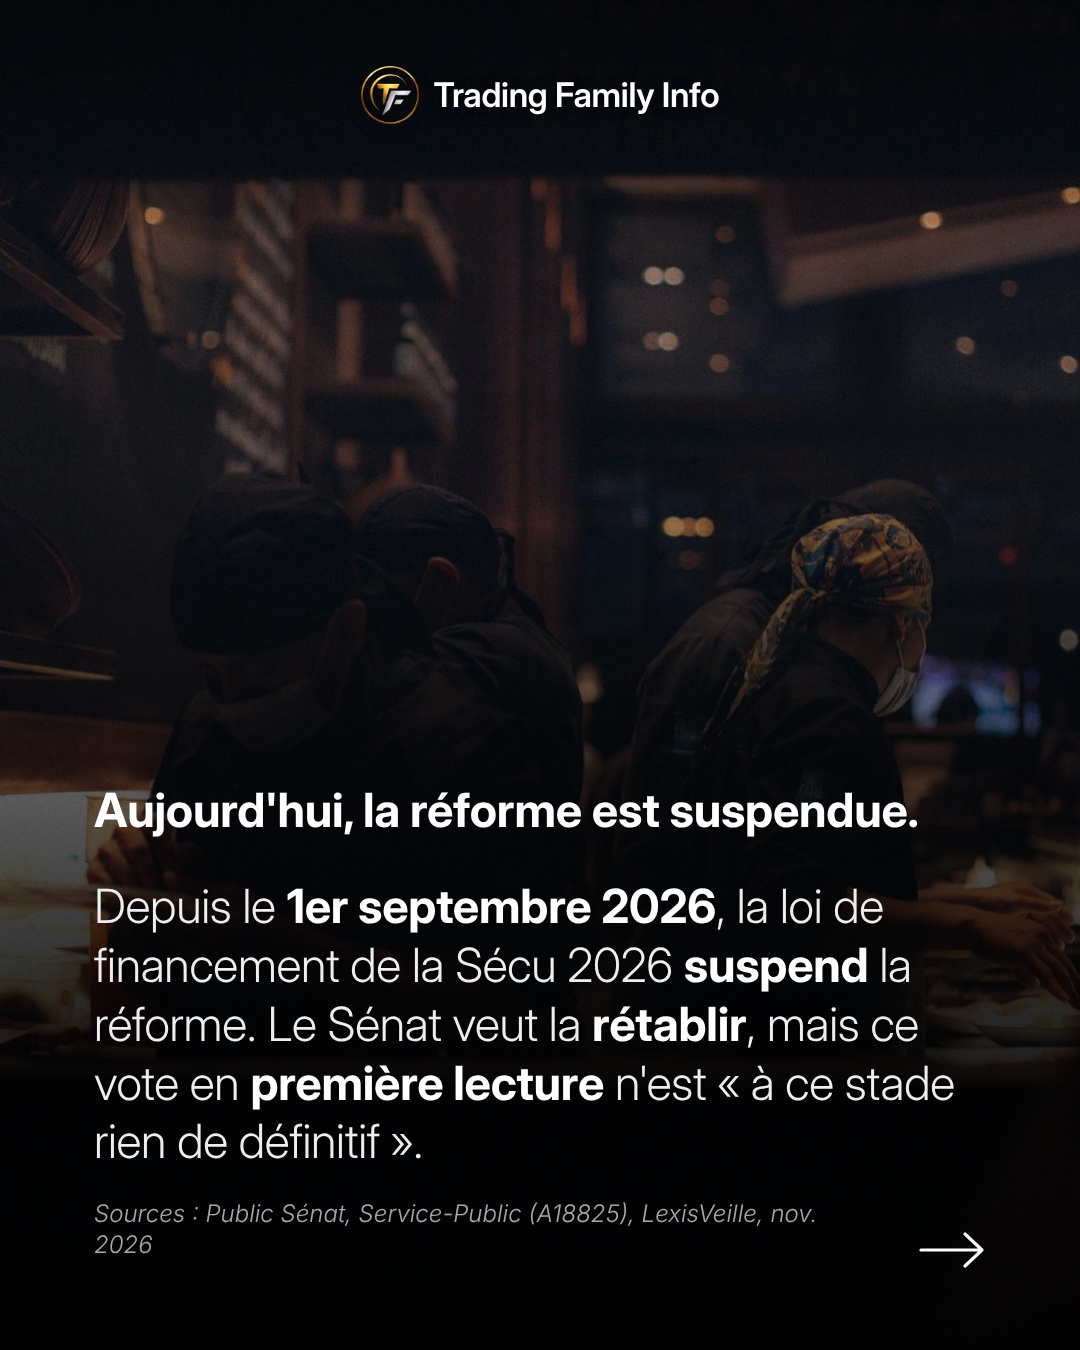 TF Trading Family Info
Aujourd'hui, la réforme est suspendue.
Depuis le 1er septembre 2026, la loi de
financement de la Sécu 2026 suspend la
réforme. Le Sénat veut la rétablir, mais ce
vote en première lecture n'est « à ce stade
rien de définitif ».
Sources : Public Sénat, Service-Public (A18825), LexisVeille, nov.
2026